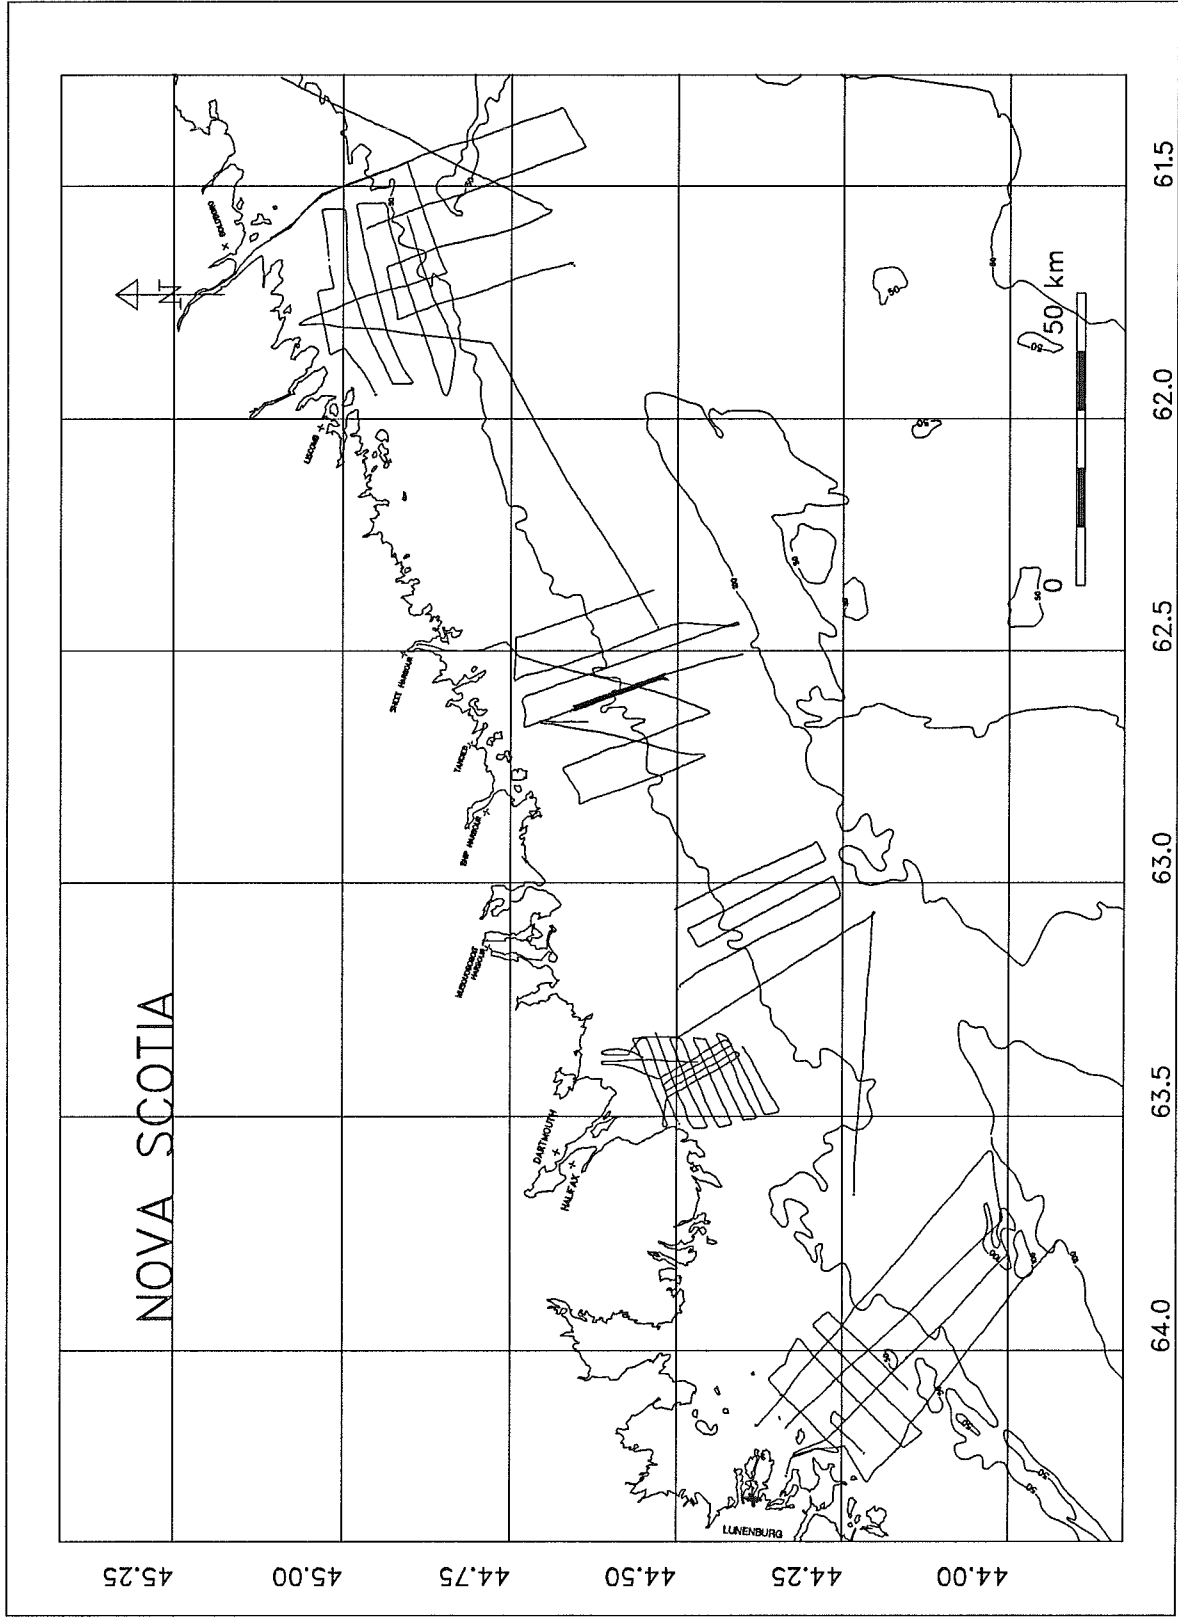 NOVA SCOTIA
N
GOLDBORO
LISCOMB
SHEET HARBOUR
TANGIER
SHIP HARBOUR
MUSQUODOBOIT
HARBOUR
DARTMOUTH
HALIFAX
LUNENBURG
0
50 km
45.25
45.00
44.75
44.50
44.25
44.00
64.0
63.5
63.0
62.5
62.0
61.5